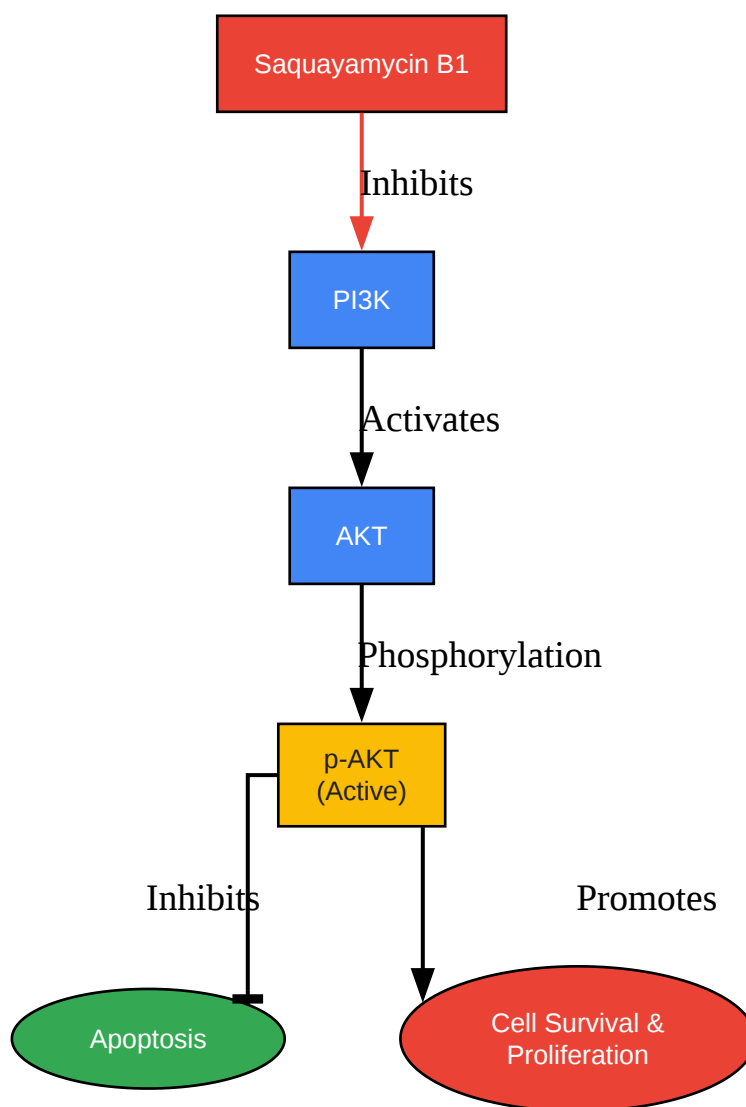 Saquayamycin B1
Inhibits
PI3K
Activates
AKT
Phosphorylation
p-AKT
(Active)
Inhibits
Promotes
Apoptosis
Cell Survival &
Proliferation